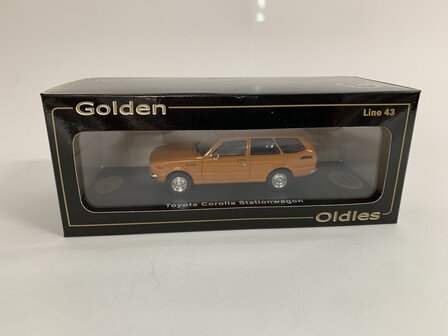 Golden
Line 43
Toyota Corolla Stationwagon
Oldies